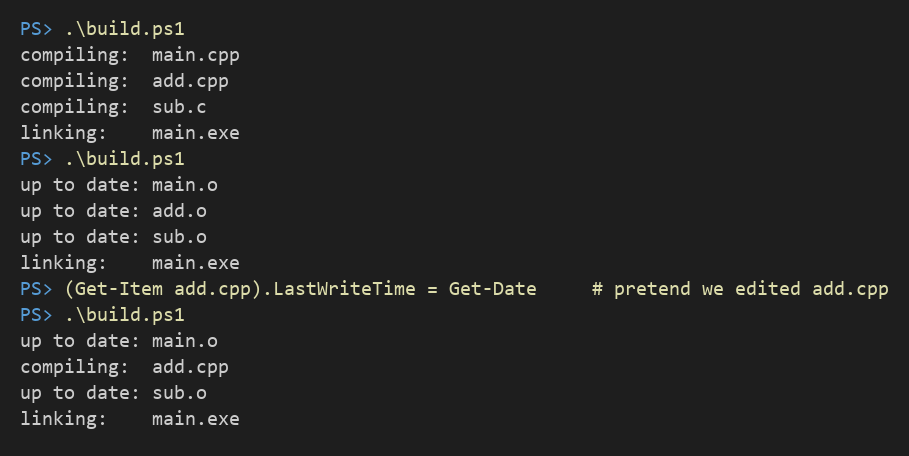 PS> .\build.ps1
compiling:  main.cpp
compiling:  add.cpp
compiling:  sub.c
linking:    main.exe
PS> .\build.ps1
up to date: main.o
up to date: add.o
up to date: sub.o
linking:    main.exe
PS> (Get-Item add.cpp).LastWriteTime = Get-Date     # pretend we edited add.cpp
PS> .\build.ps1
up to date: main.o
compiling:  add.cpp
up to date: sub.o
linking:    main.exe